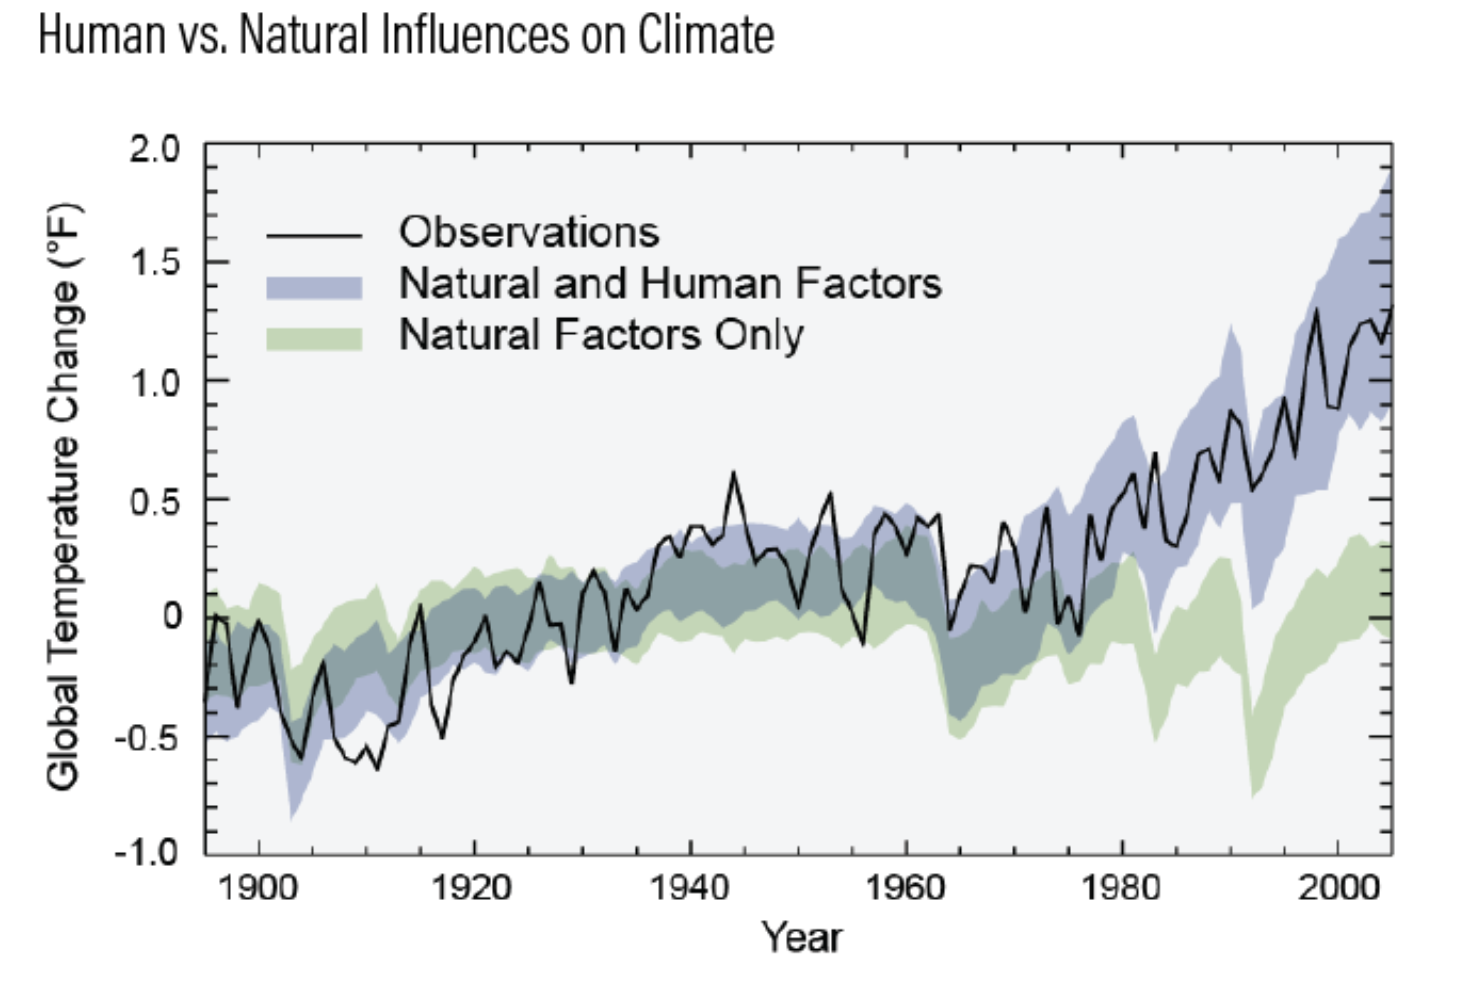 Human vs. Natural Influences on Climate
2.0
1.5
1.0
0.5
0
-0.5
-1.0
Global Temperature Change (°F)
Observations
Natural and Human Factors
Natural Factors Only
1900 1920 1940 1960 1980 2000
Year